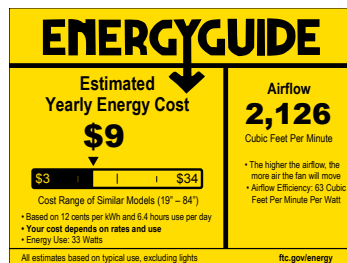 ENERGYGUIDE
Estimated
Yearly Energy Cost
$9
$3
$34
Cost Range of Similar Models (19" – 84")
• Based on 12 cents per kWh and 6.4 hours use per day
• Your cost depends on rates and use
• Energy Use: 33 Watts
All estimates based on typical use, excluding lights
Airflow
2,126
Cubic Feet Per Minute
• The higher the airflow, the
more air the fan will move
• Airflow Efficiency: 63 Cubic
Feet Per Minute Per Watt
ftc.gov/energy